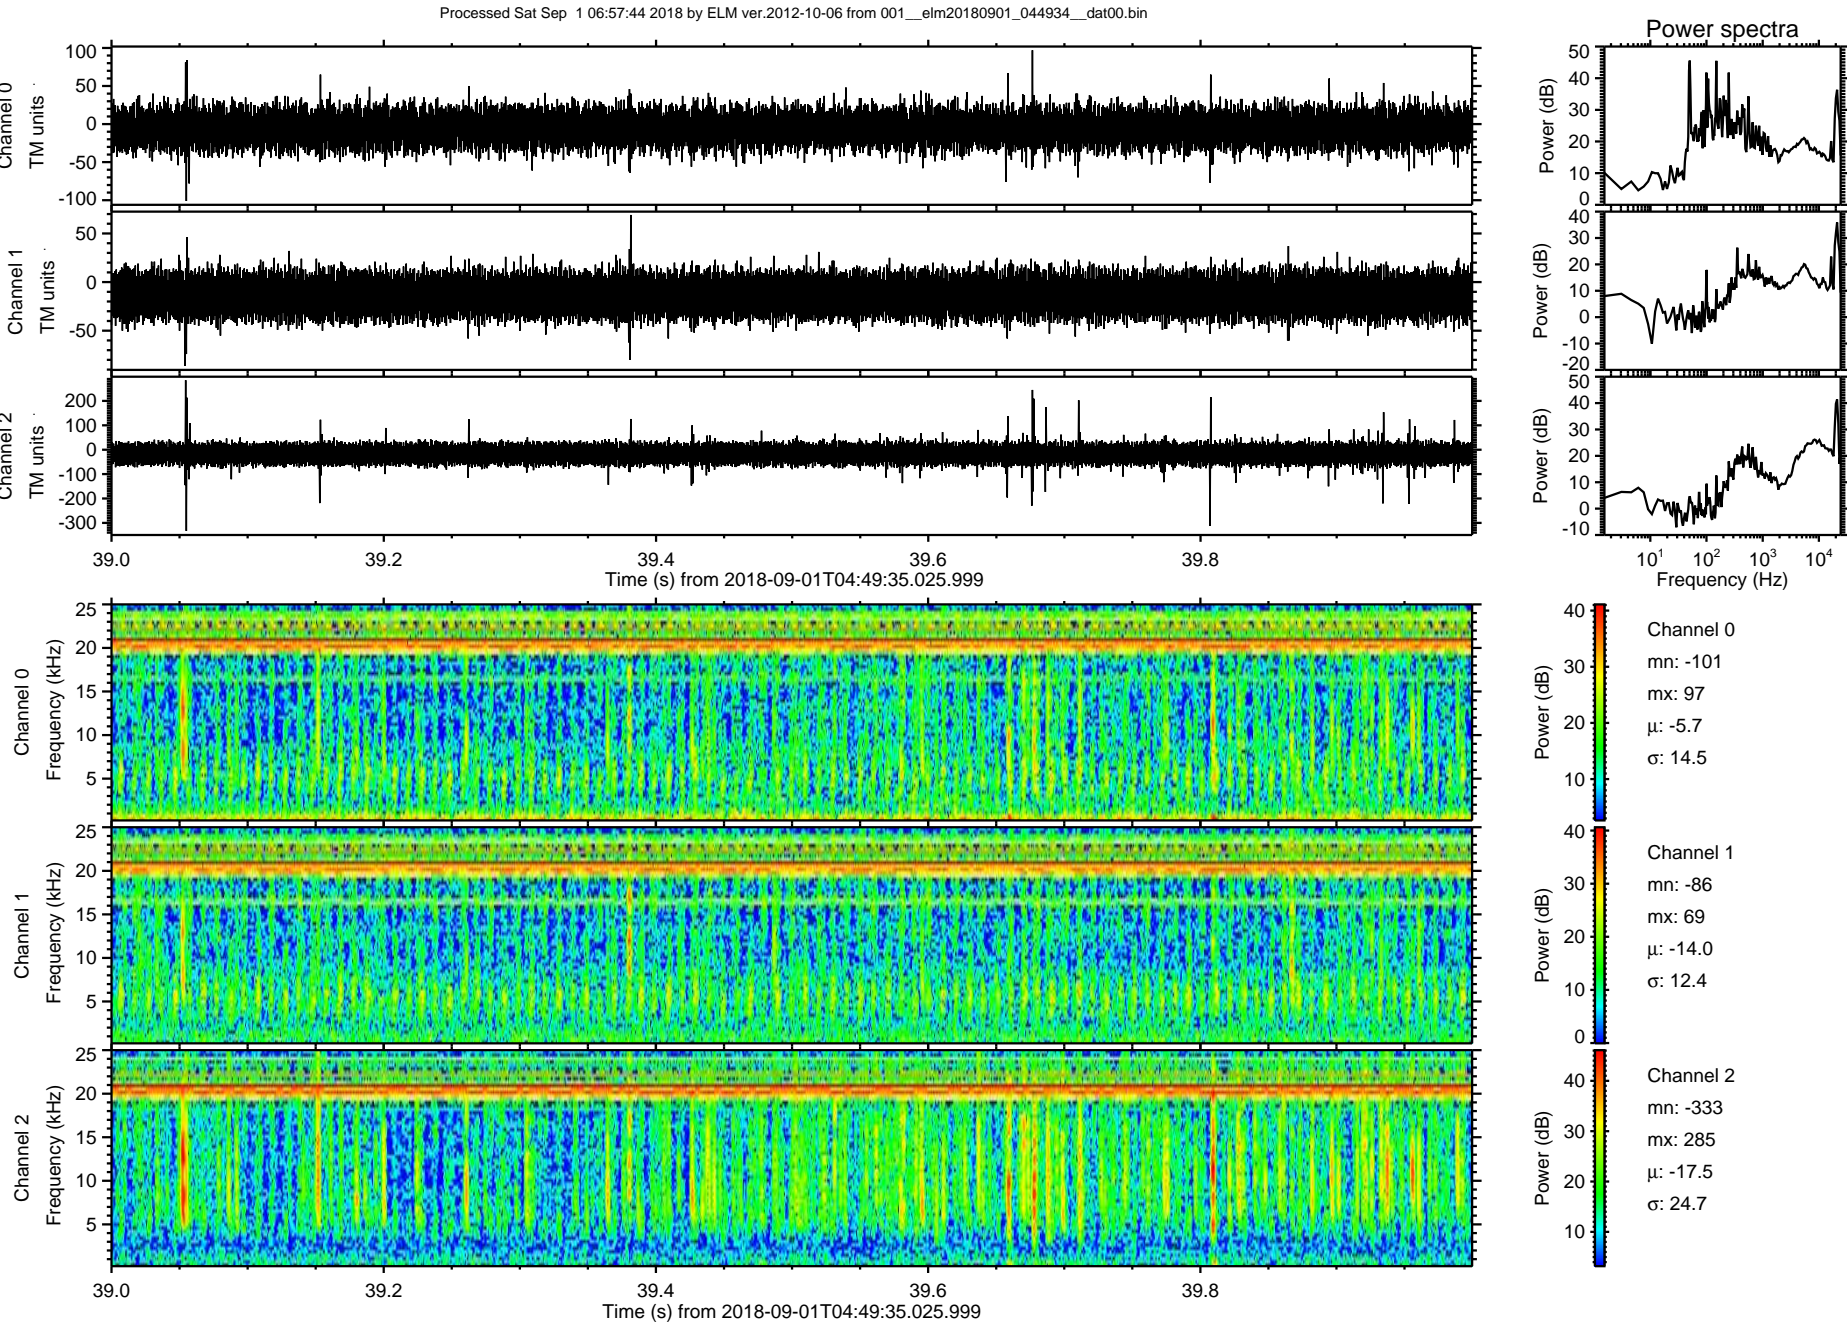 Processed Sat Sep 1 06:57:44 2018 by ELM ver.2012-10-06 from 001__elm20180901_044934__dat00.bin
Power spectra
Channel 0
TM units
100
50
0
-50
-100
Power (dB)
50
40
30
20
10
0
Channel 1
TM units
50
0
-50
Power (dB)
40
30
20
10
0
-10
-20
Channel 2
TM units
200
100
0
-100
-200
-300
Power (dB)
50
40
30
20
10
0
-10
39.0 39.2 39.4 39.6 39.8
Time (s) from 2018-09-01T04:49:35.025.999
10¹ 10² 10³ 10⁴
Frequency (Hz)
Channel 0
Frequency (kHz)
25
20
15
10
5
Power (dB)
40
30
20
10
Channel 0
mn: -101
mx: 97
μ: -5.7
σ: 14.5
Channel 1
Frequency (kHz)
25
20
15
10
5
Power (dB)
40
30
20
10
0
Channel 1
mn: -86
mx: 69
μ: -14.0
σ: 12.4
Channel 2
Frequency (kHz)
25
20
15
10
5
Power (dB)
40
30
20
10
Channel 2
mn: -333
mx: 285
μ: -17.5
σ: 24.7
39.0 39.2 39.4 39.6 39.8
Time (s) from 2018-09-01T04:49:35.025.999